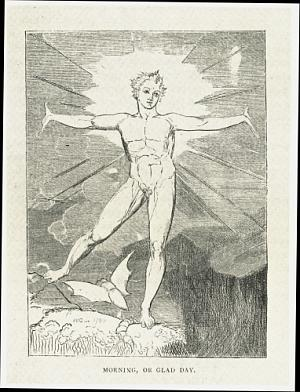 MORNING, OR GLAD DAY.